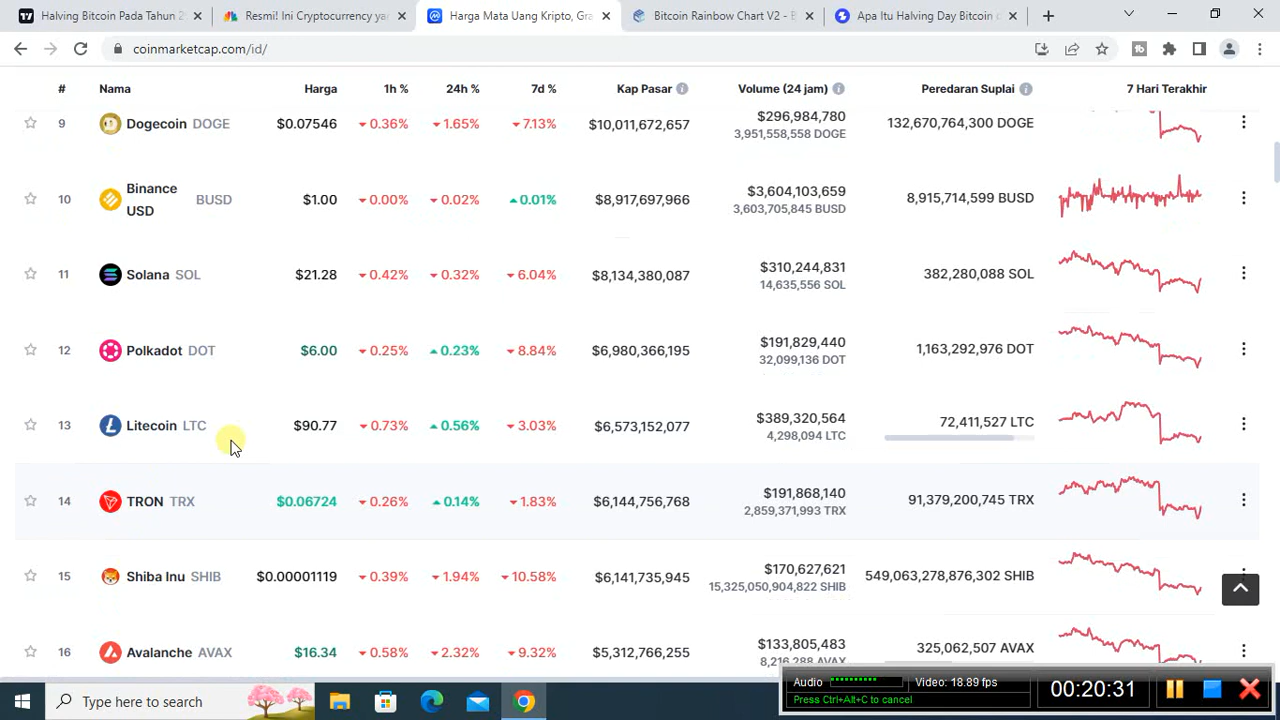 Halving Bitcoin Pada Tahun 2
Resmi! Ini Cryptocurrency ya
Harga Mata Uang Kripto, Gra
Bitcoin Rainbow Chart V2 - B
Apa Itu Halving Day Bitcoin
coinmarketcap.com/id/
# Nama Harga 1h % 24h % 7d % Kap Pasar Volume (24 jam) Peredaran Suplai 7 Hari Terakhir
9 Dogecoin DOGE $0.07546 0.36% 1.65% 7.13% $10,011,672,657 $296,984,780 132,670,764,300 DOGE
3,951,558,558 DOGE
10 Binance USD BUSD $1.00 0.00% 0.02% 0.01% $8,917,697,966 $3,604,103,659 8,915,714,599 BUSD
3,603,705,845 BUSD
11 Solana SOL $21.28 0.42% 0.32% 6.04% $8,134,380,087 $310,244,831 382,280,088 SOL
14,635,556 SOL
12 Polkadot DOT $6.00 0.25% 0.23% 8.84% $6,980,366,195 $191,829,440 1,163,292,976 DOT
32,099,136 DOT
13 Litecoin LTC $90.77 0.73% 0.56% 3.03% $6,573,152,077 $389,320,564 72,411,527 LTC
4,298,094 LTC
14 TRON TRX $0.06724 0.26% 0.14% 1.83% $6,144,756,768 $191,868,140 91,379,200,745 TRX
2,859,371,993 TRX
15 Shiba Inu SHIB $0.00001119 0.39% 1.94% 10.58% $6,141,735,945 $170,627,621 549,063,278,876,302 SHIB
15,325,050,904,822 SHIB
16 Avalanche AVAX $16.34 0.58% 2.32% 9.32% $5,312,766,255 $133,805,483 325,062,507 AVAX
8,216,288 AVAX
Audio Video: 18.89 fps
Press Ctrl+Alt+C to cancel
00:20:31
Type here